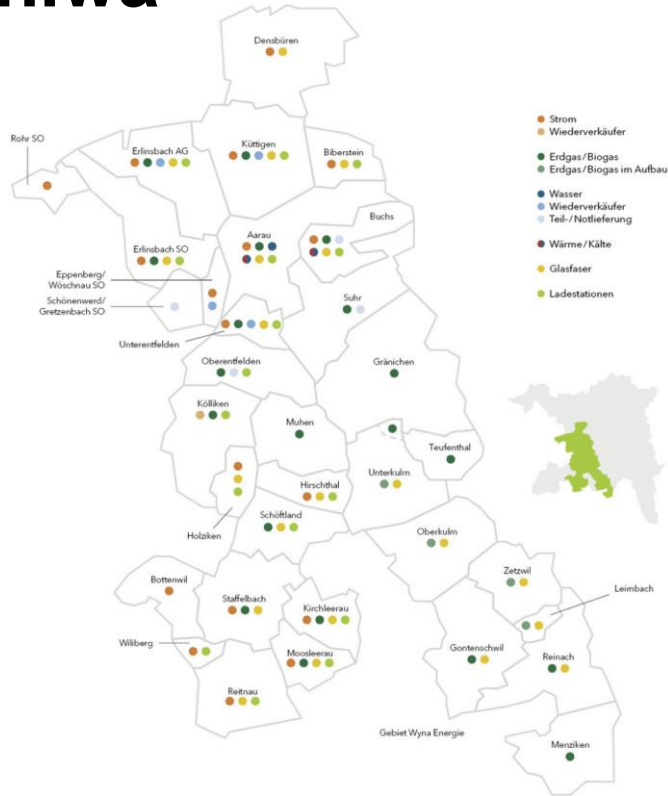 Densbüren
Rohr SO
Erlinsbach AG
Küttigen
Biberstein
Strom
Wiederverkäufer
Erdgas/Biogas
Erdgas/Biogas im Aufbau
Wasser
Wiederverkäufer
Teil-/Notlieferung
Wärme/Kälte
Glasfaser
Ladestationen
Buchs
Aarau
Erlinsbach SO
Eppenberg/
Wöschnau SO
Schönenwerd/
Gretzenbach SO
Suhr
Unterentfelden
Oberentfelden
Gränichen
Kölliken
Muhen
Teufenthal
Unterkulm
Hirschthal
Schöftland
Holziken
Oberkulm
Zetzwil
Leimbach
Bottenwil
Staffelbach
Kirchleerau
Wiliberg
Moosleerau
Gontenschwil
Reinach
Reitnau
Gebiet Wyna Energie
Menziken